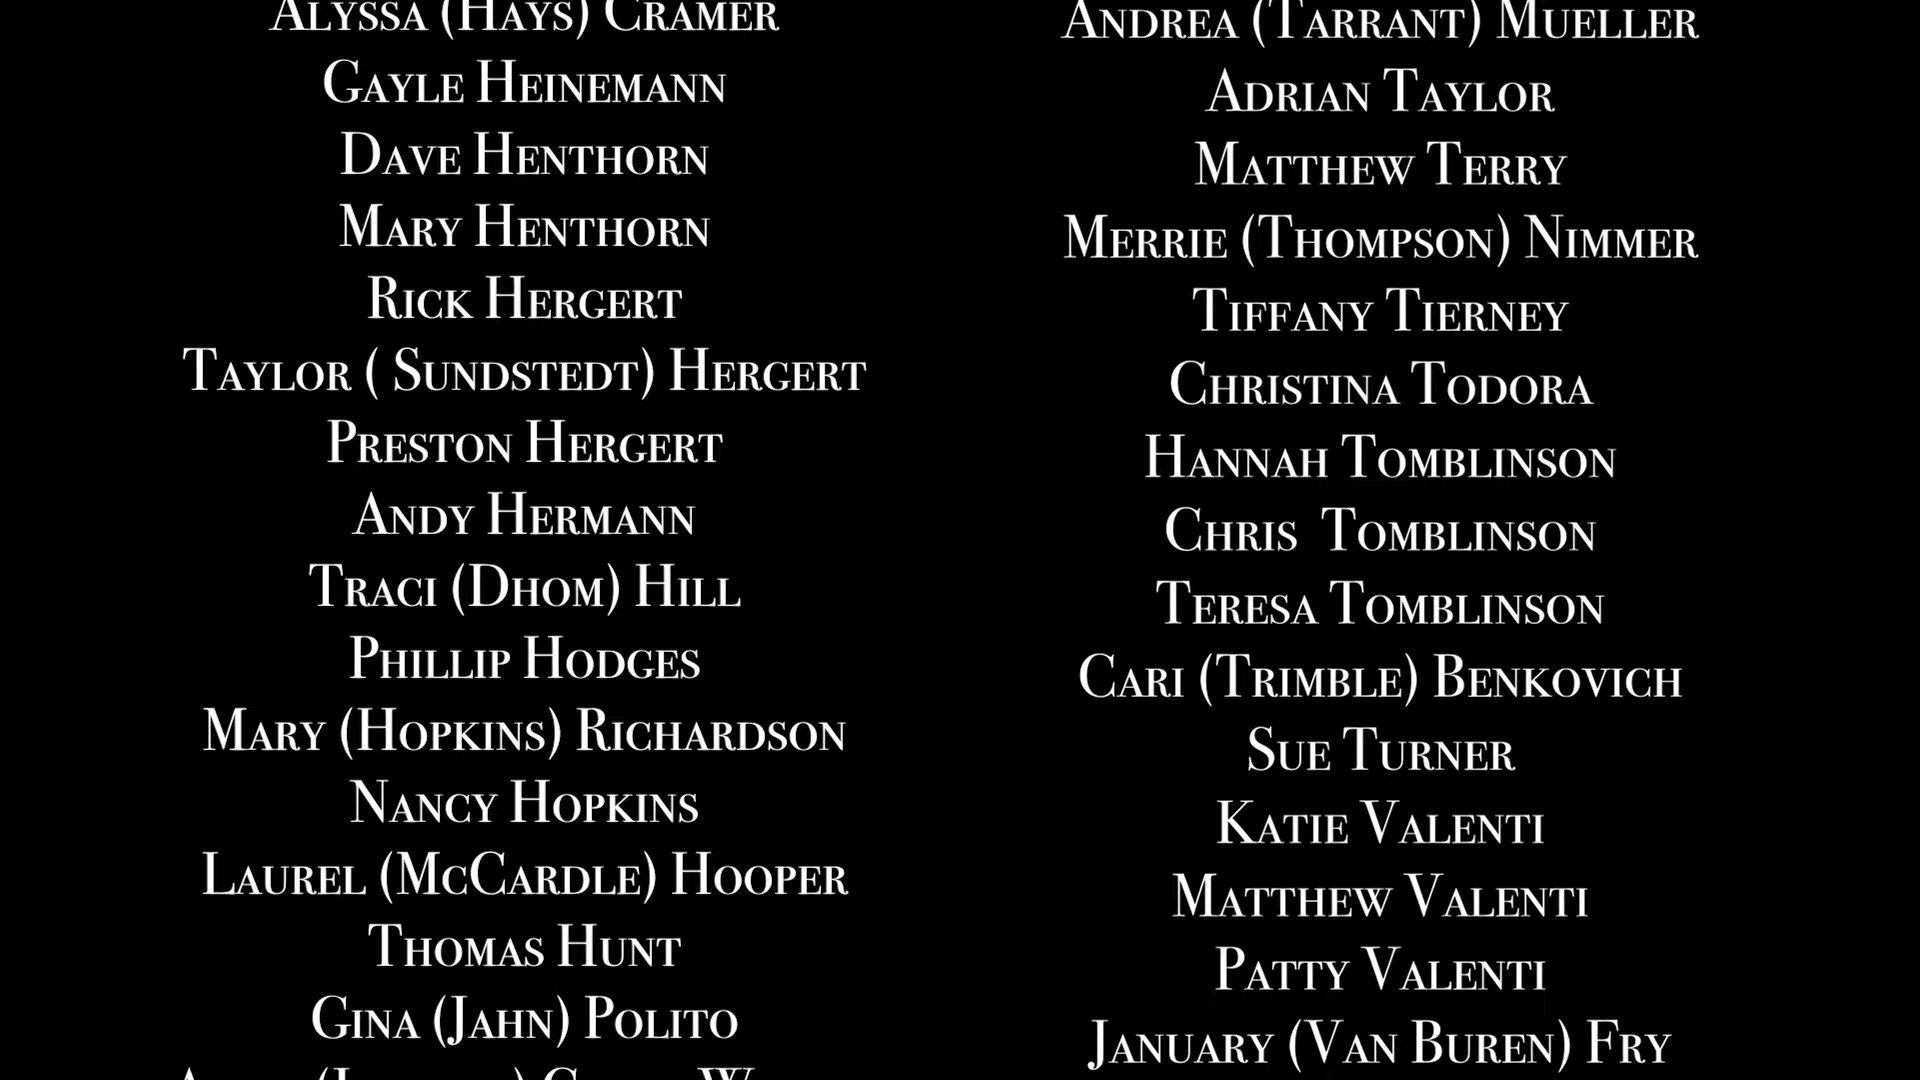 Alyssa (Hays) Cramer
Gayle Heinemann
Dave Henthorn
Mary Henthorn
Rick Hergert
Taylor ( Sundstedt) Hergert
Preston Hergert
Andy Hermann
Traci (Dhom) Hill
Phillip Hodges
Mary (Hopkins) Richardson
Nancy Hopkins
Laurel (McCardle) Hooper
Thomas Hunt
Gina (Jahn) Polito
Andrea (Tarrant) Mueller
Adrian Taylor
Matthew Terry
Merrie (Thompson) Nimmer
Tiffany Tierney
Christina Todora
Hannah Tomblinson
Chris  Tomblinson
Teresa Tomblinson
Cari (Trimble) Benkovich
Sue Turner
Katie Valenti
Matthew Valenti
Patty Valenti
January (Van Buren) Fry